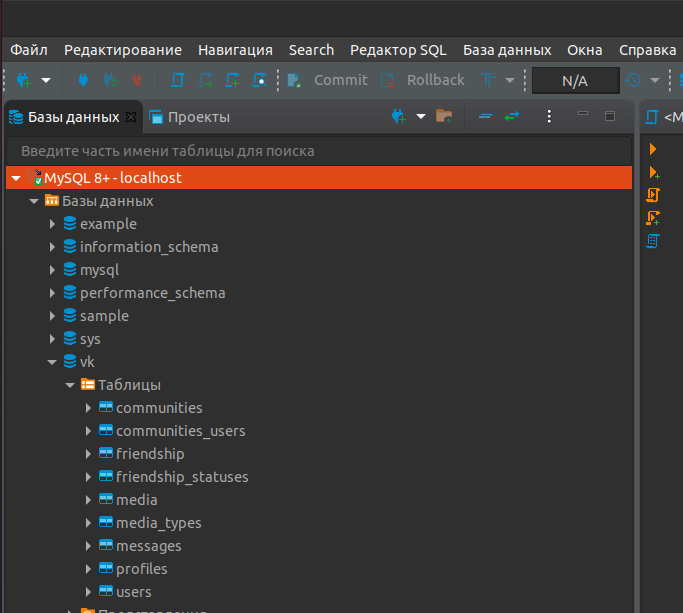 Файл Редактирование Навигация Search Редактор SQL База данных Окна Справка
Commit Rollback N/A
Базы данных Проекты <М
Введите часть имени таблицы для поиска
MySQL 8+ - localhost
Базы данных
example
information_schema
mysql
performance_schema
sample
sys
vk
Таблицы
communities
communities_users
friendship
friendship_statuses
media
media_types
messages
profiles
users